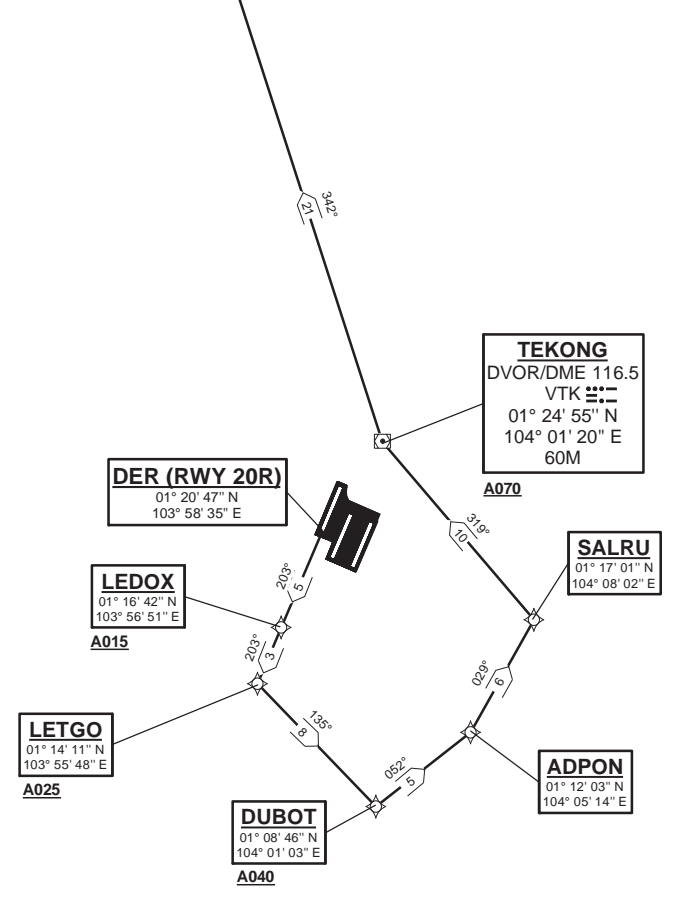 342°
21
TEKONG
DVOR/DME 116.5
VTK
01° 24' 55" N
104° 01' 20" E
60M
A070
DER (RWY 20R)
01° 20' 47" N
103° 58' 35" E
319°
10
SALRU
01° 17' 01" N
104° 08' 02" E
203°
5
LEDOX
01° 16' 42" N
103° 56' 51" E
A015
203°
3
029°
6
LETGO
01° 14' 11" N
103° 55' 48" E
A025
135°
8
052°
5
ADPON
01° 12' 03" N
104° 05' 14" E
DUBOT
01° 08' 46" N
104° 01' 03" E
A040